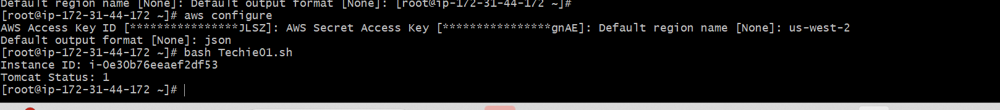 Default region name [None]: Default output format [None]: [root@ip-172-31-44-172 ~]#
[root@ip-172-31-44-172 ~]# aws configure
AWS Access Key ID [****************JLSZ]: AWS Secret Access Key [****************gnAE]: Default region name [None]: us-west-2
Default output format [None]: json
[root@ip-172-31-44-172 ~]# bash Techie01.sh
Instance ID: i-0e30b76eeaef2df53
Tomcat Status: 1
[root@ip-172-31-44-172 ~]#